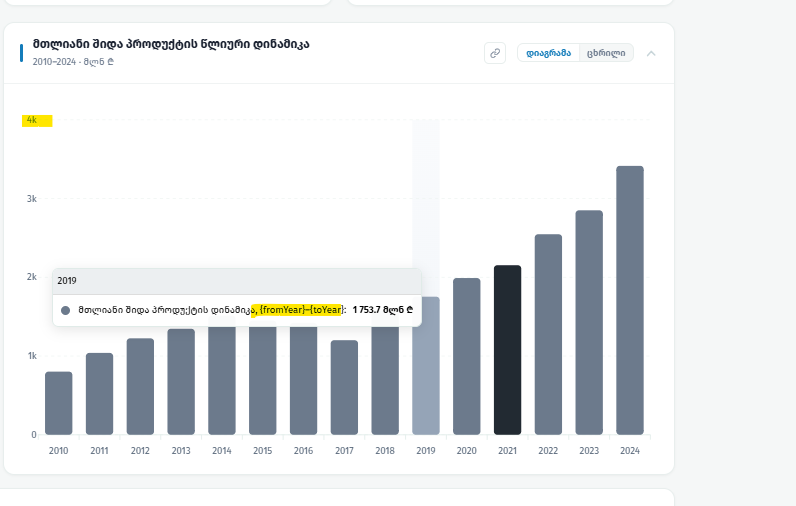 მთლიანი შიდა პროდუქტის წლიური დინამიკა
2010–2024 · მლნ ₾
დიაგრამა
ცხრილი
4k
3k
2k
1k
0
2019
მთლიანი შიდა პროდუქტის დინამიკა, {fromYear}–{toYear}: 1 753.7 მლნ ₾
2010 2011 2012 2013 2014 2015 2016 2017 2018 2019 2020 2021 2022 2023 2024